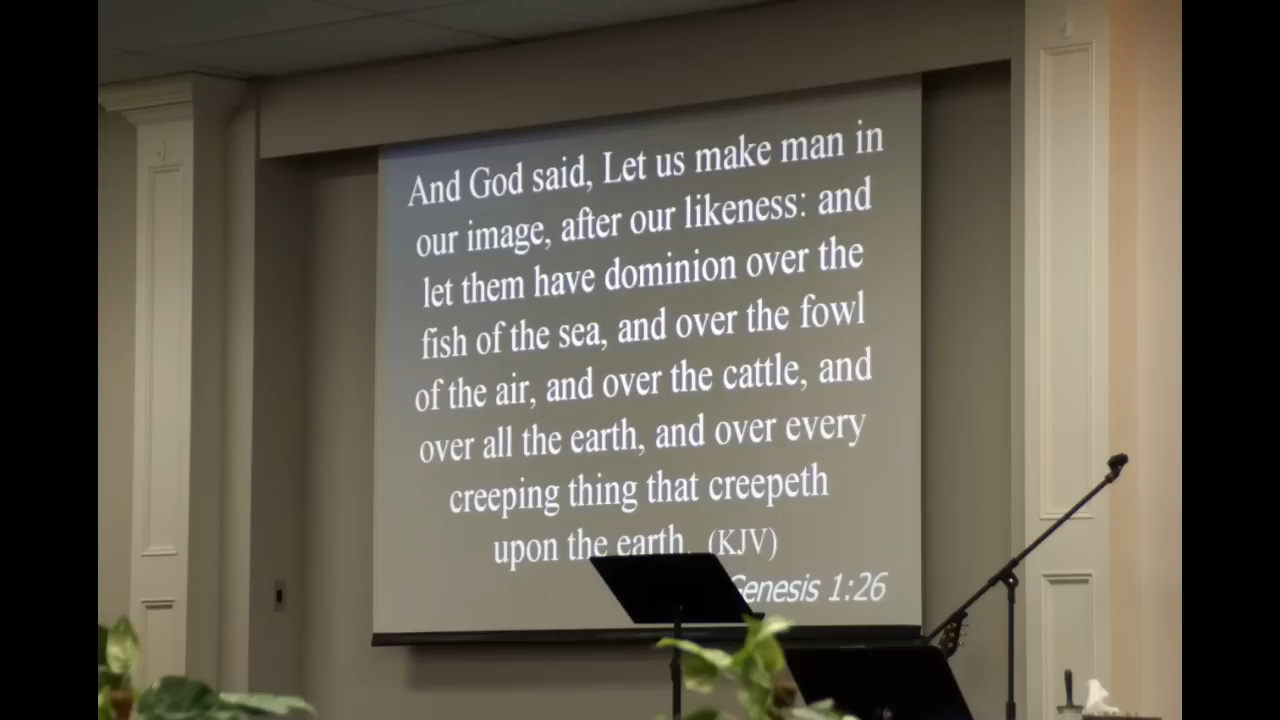 And God said, Let us make man in
our image, after our likeness: and
let them have dominion over the
fish of the sea, and over the fowl
of the air, and over the cattle, and
over all the earth, and over every
creeping thing that creepeth
upon the earth. (KJV)
Genesis 1:26